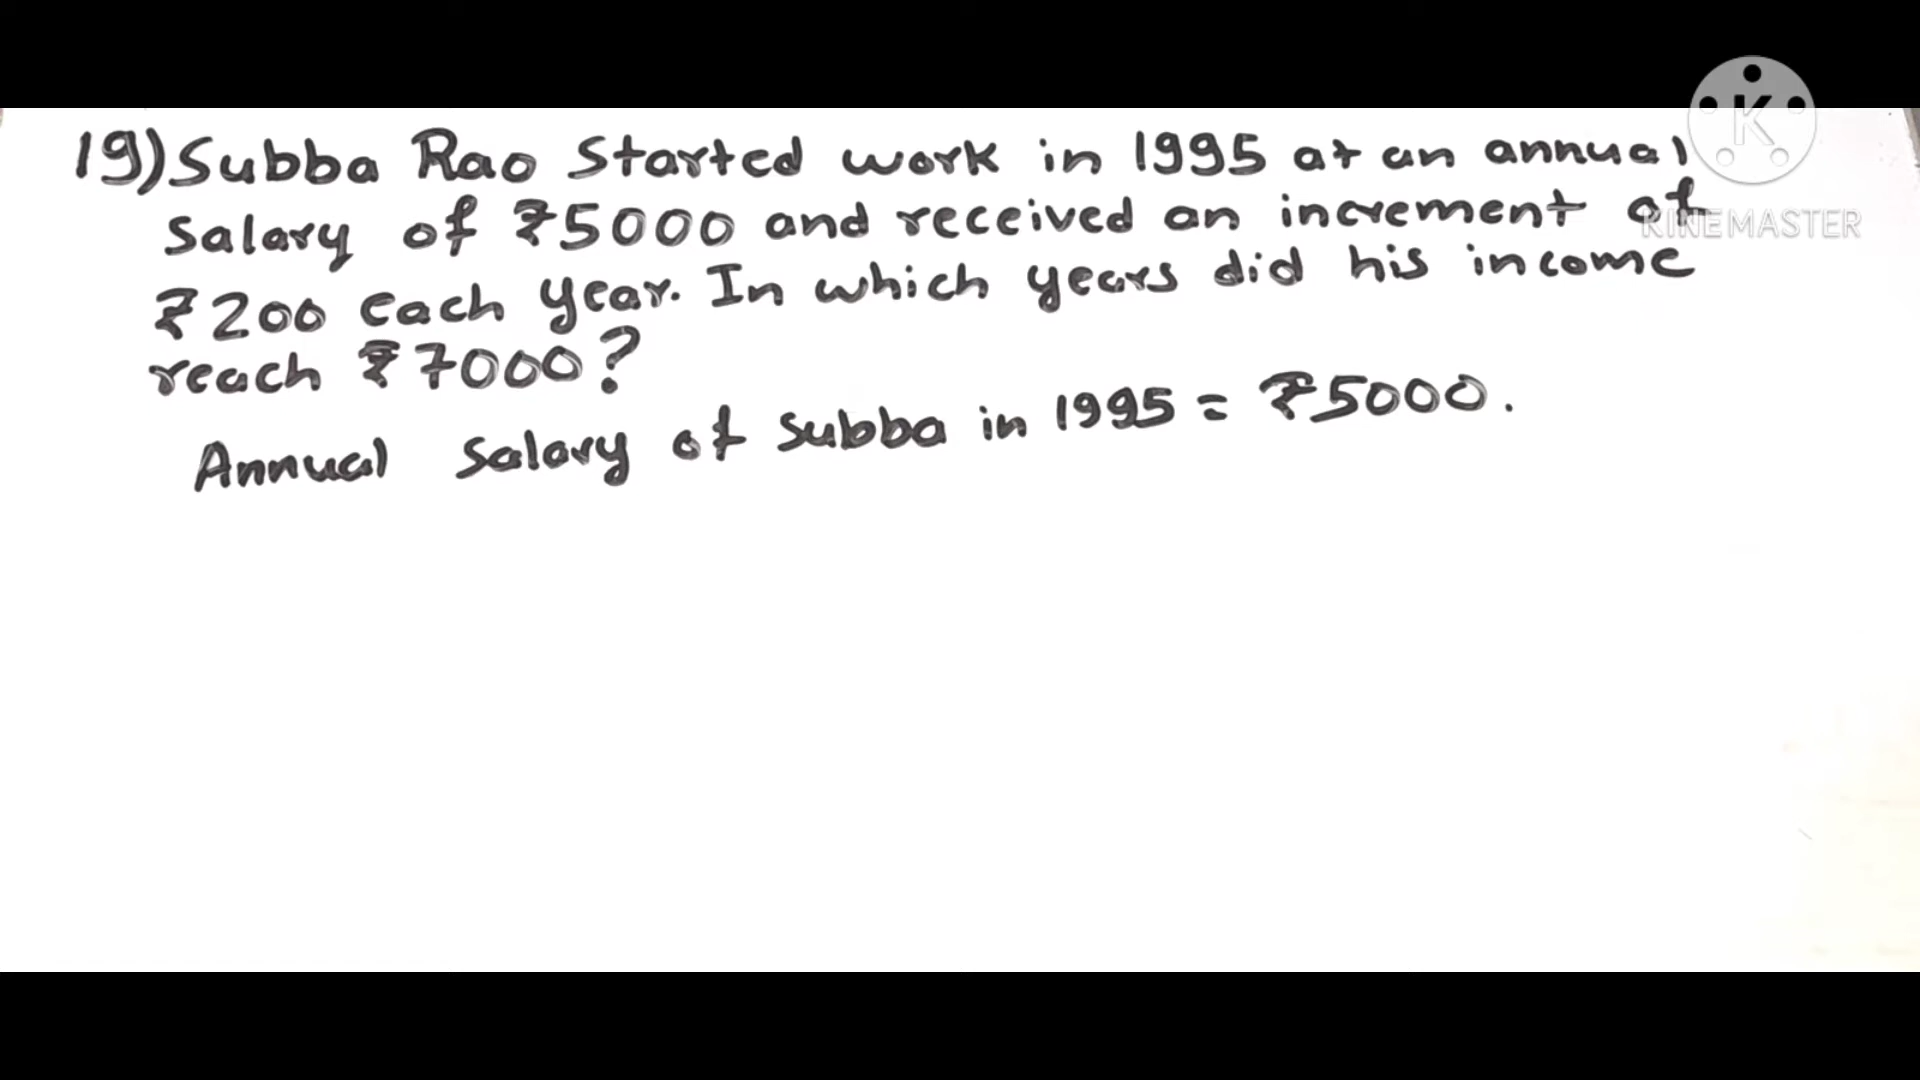 19) Subba Rao Started work in 1995 at an annual
salary of ₹5000 and received an increment of
₹200 each year. In which years did his income
reach ₹7000?
Annual salary of subba in 1995 = ₹5000.
K
KINEMASTER